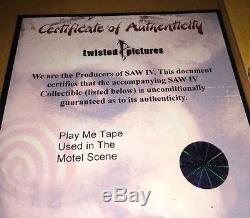 Certificate of Authenticity
twisted pictures
We are the Producers of SAW IV. This document
certifies that the accompanying SAW IV
Collectible (listed below) is unconditionally
guaranteed as to its authenticity.
Play Me Tape
Used in The
Motel Scene